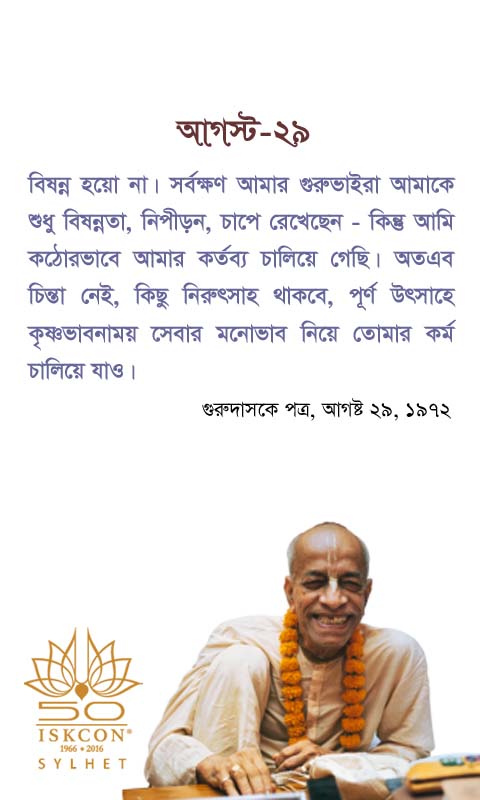 আগস্ট-২৯
বিষন্ন হয়ো না। সর্বক্ষণ আমার গুরুভাইরা আমাকে
শুধু বিষন্নতা, নিপীড়ন, চাপে রেখেছেন - কিন্তু আমি
কঠোরভাবে আমার কর্তব্য চালিয়ে গেছি। অতএব
চিন্তা নেই, কিছু নিরুৎসাহ থাকবে, পূর্ণ উৎসাহে
কৃষ্ণভাবনাময় সেবার মনোভাব নিয়ে তোমার কর্ম
চালিয়ে যাও।
গুরুদাসকে পত্র, আগষ্ট ২৯, ১৯৭২
50
ISKCON®
1966 • 2016
SYLHET